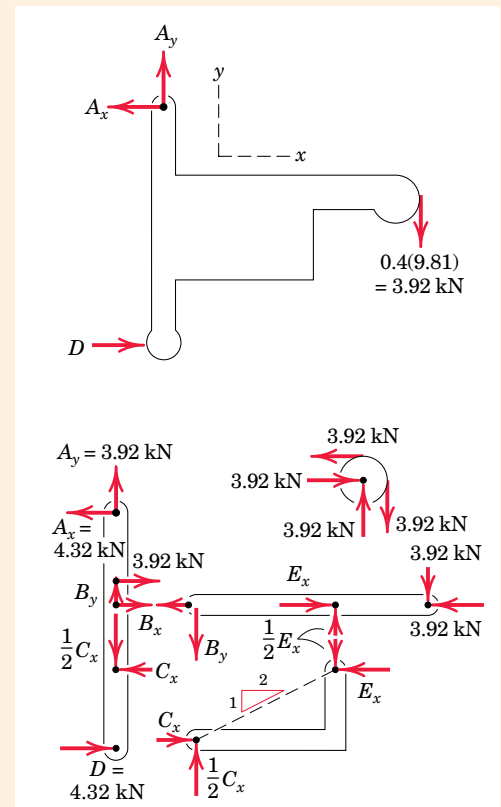 A_y
A_x
y
x
0.4(9.81)
= 3.92 kN
D
A_y = 3.92 kN
A_x =
4.32 kN
3.92 kN
3.92 kN
3.92 kN
3.92 kN
3.92 kN
3.92 kN
3.92 kN
B_y
B_x
E_x
B_y
1/2 E_x
1/2 C_x
C_x
2
1
E_x
C_x
1/2 C_x
D =
4.32 kN